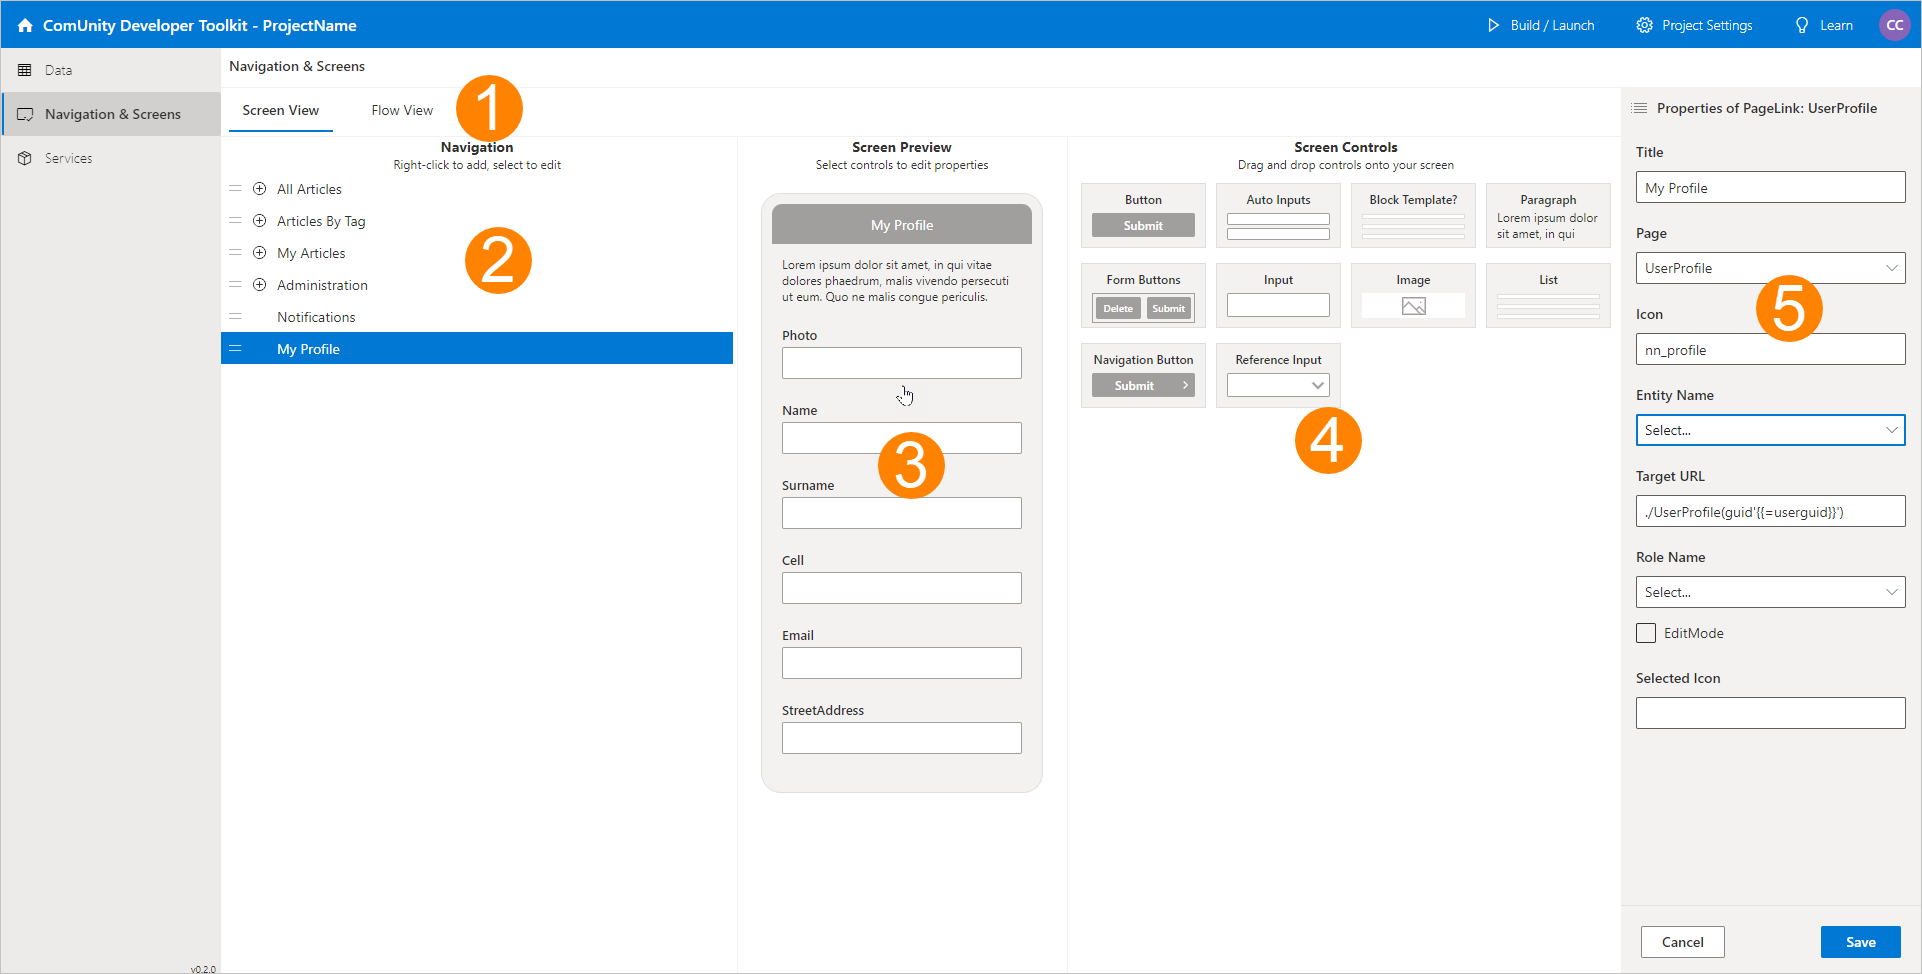 ComUnity Developer Toolkit - ProjectName
Build / Launch
Project Settings
Learn
CC
Data
Navigation & Screens
Services
v0.2.0
Navigation & Screens
Screen View
Flow View
1
Navigation
Right-click to add, select to edit
All Articles
Articles By Tag
My Articles
Administration
Notifications
My Profile
2
Screen Preview
Select controls to edit properties
My Profile
Lorem ipsum dolor sit amet, in qui vitae
dolores phaedrum, malis vivendo persecuti
ut eum. Quo ne malis congue periculis.
Photo
Name
3
Surname
Cell
Email
StreetAddress
Screen Controls
Drag and drop controls onto your screen
Button
Submit
Auto Inputs
Block Template?
Paragraph
Lorem ipsum dolor
sit amet, in qui
Form Buttons
Delete
Submit
Input
Image
List
Navigation Button
Submit
Reference Input
4
Properties of PageLink: UserProfile
Title
My Profile
Page
UserProfile
5
Icon
nn_profile
Entity Name
Select...
Target URL
./UserProfile(guid'{{=userguid}}')
Role Name
Select...
EditMode
Selected Icon
Cancel
Save